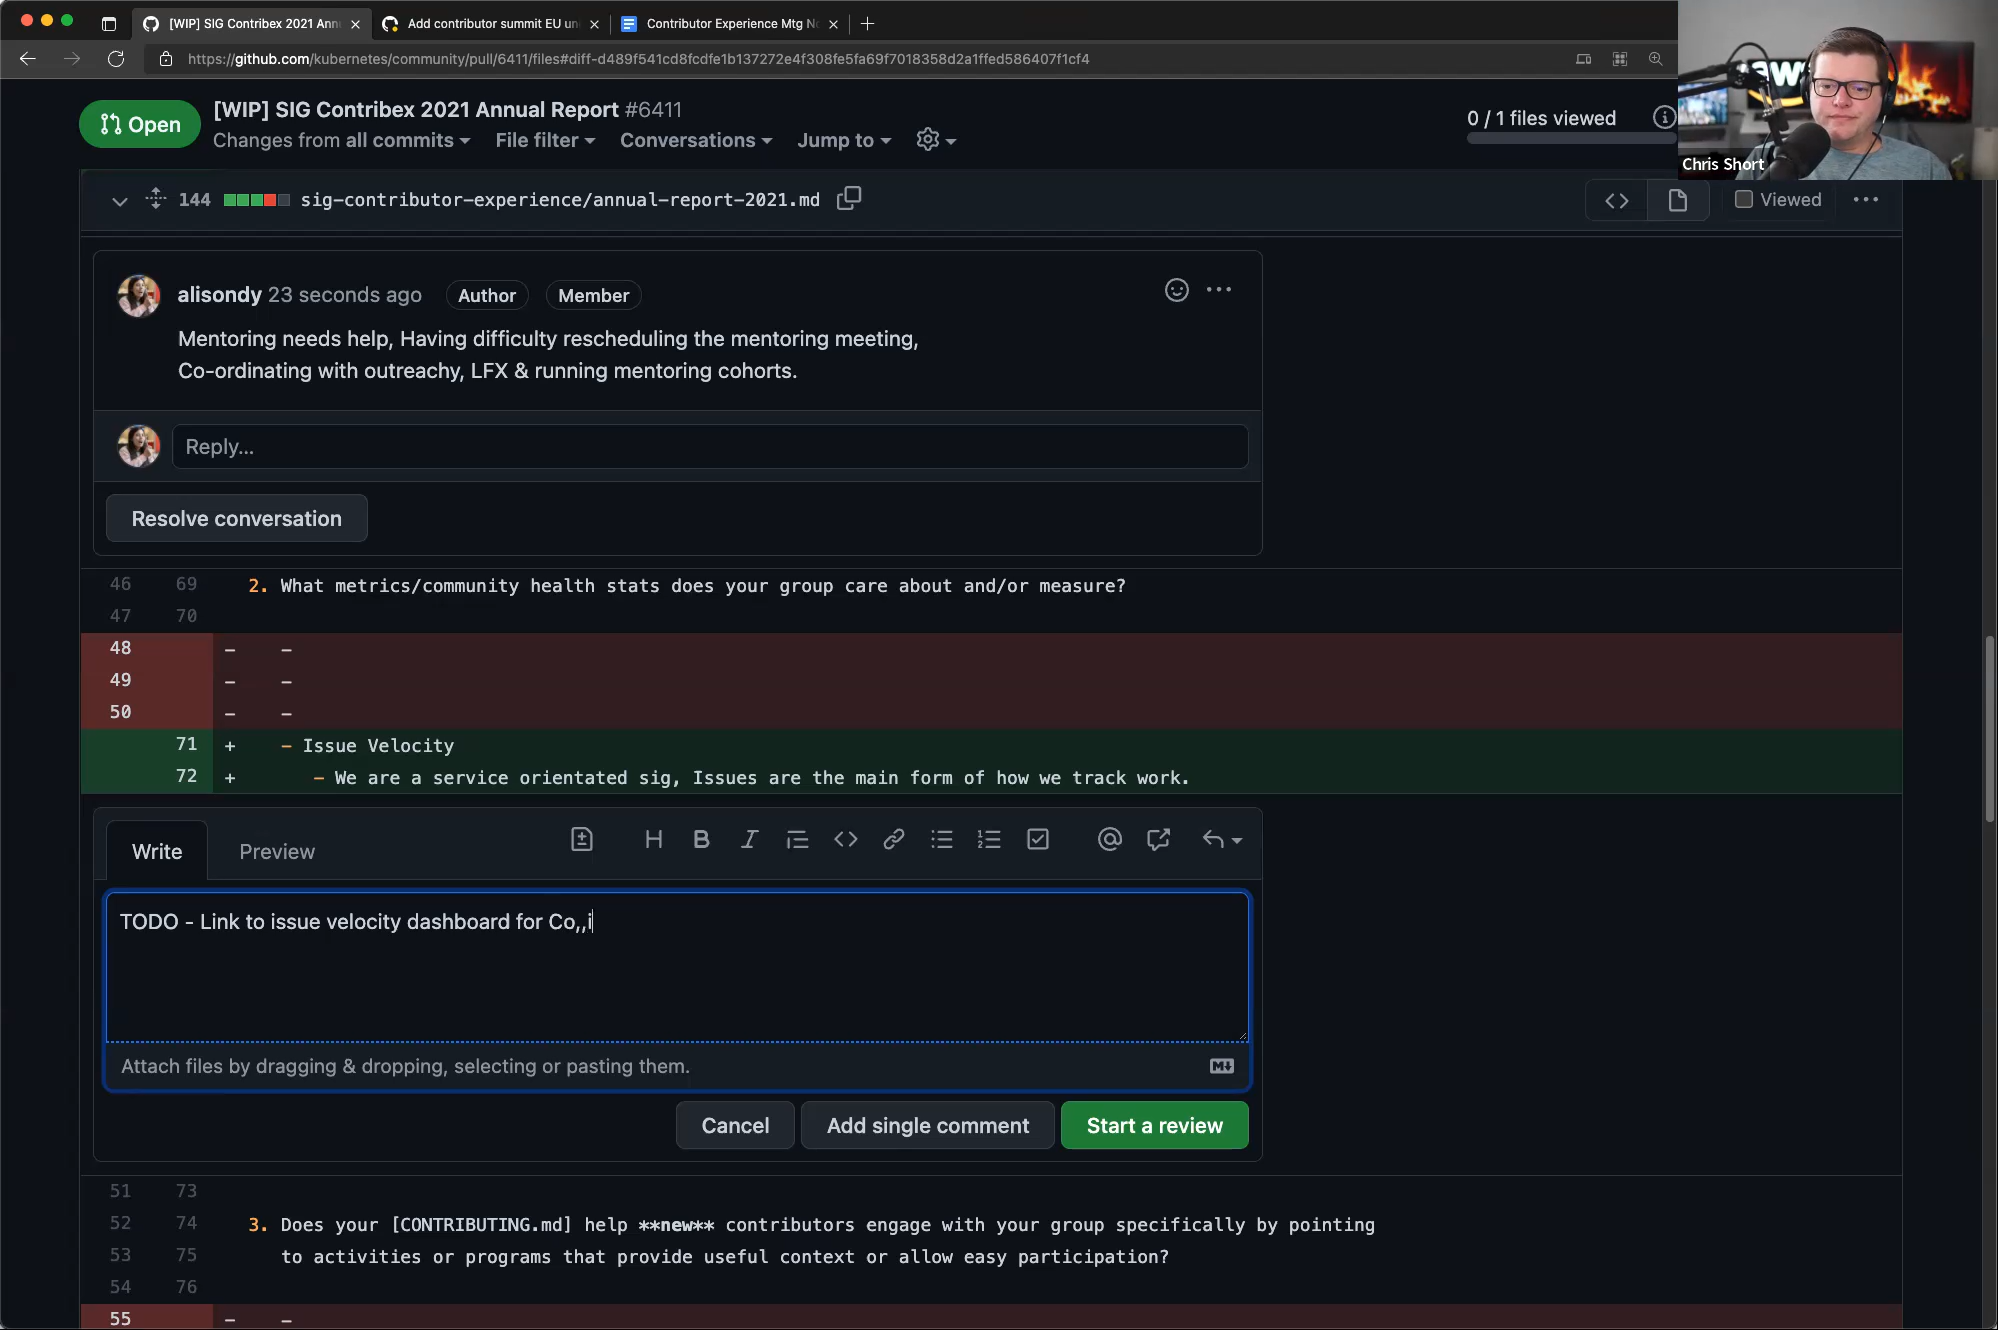 [WIP] SIG Contribex 2021 Ann
Add contributor summit EU un
Contributor Experience Mtg No
https://github.com/kubernetes/community/pull/6411/files#diff-d489f541cd8fcdfe1b137272e4f308fe5fa69f7018358d2a1ffed586407f1cf4
Open
[WIP] SIG Contribex 2021 Annual Report #6411
Changes from all commits File filter Conversations Jump to
0 / 1 files viewed
Chris Short
144 sig-contributor-experience/annual-report-2021.md
Viewed
alisondy 23 seconds ago Author Member
Mentoring needs help, Having difficulty rescheduling the mentoring meeting,
Co-ordinating with outreachy, LFX & running mentoring cohorts.
Reply...
Resolve conversation
46 69 2. What metrics/community health stats does your group care about and/or measure?
47 70
48 - -
49 - -
50 - -
71 + - Issue Velocity
72 + - We are a service orientated sig, Issues are the main form of how we track work.
Write Preview
TODO - Link to issue velocity dashboard for Co,,i
Attach files by dragging & dropping, selecting or pasting them.
Cancel Add single comment Start a review
51 73
52 74 3. Does your [CONTRIBUTING.md] help **new** contributors engage with your group specifically by pointing
53 75 to activities or programs that provide useful context or allow easy participation?
54 76
55 - -